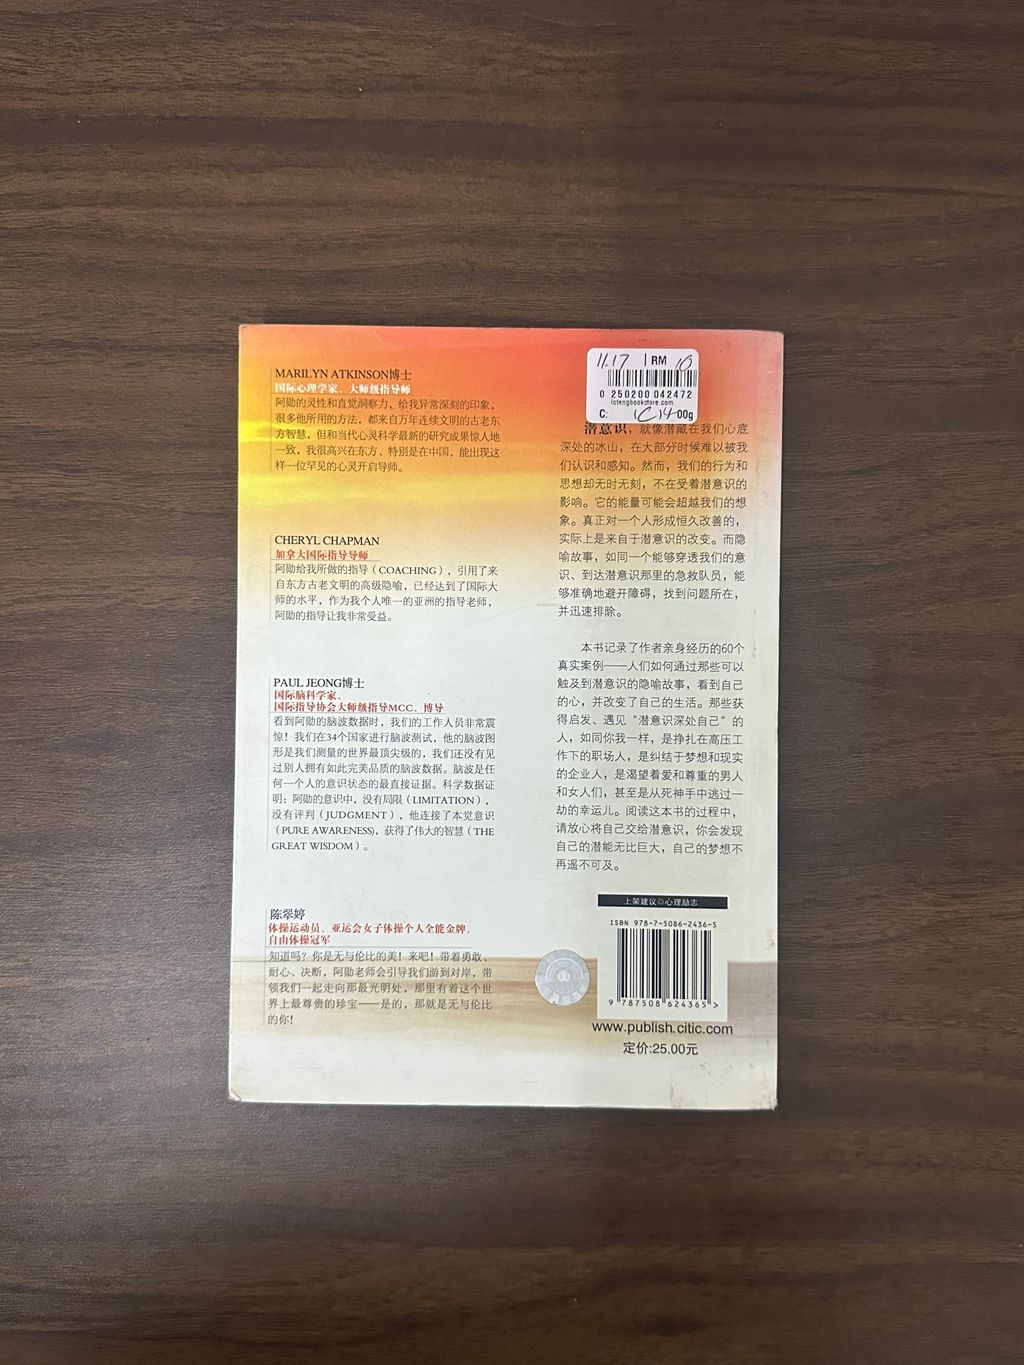 MARILYN ATKINSON博士
国际心理学家、大师级指导师
阿勋的灵性和直觉洞察力，给我异常深刻的印象，
很多他所用的方法，都来自万年连续文明的古老东
方智慧，但和当代心灵科学最新的研究成果惊人地
一致，我很高兴在东方、特别是在中国，能出现这
样一位罕见的心灵开启导师。
CHERYL CHAPMAN
加拿大国际指导导师
阿勋给我所做的指导（COACHING），引用了来
自东方古老文明的高级隐喻，已经达到了国际大
师的水平，作为我个人唯一的亚洲的指导老师，
阿勋的指导让我非常受益。
PAUL JEONG博士
国际脑科学家、
国际指导协会大师级指导MCC、博导
看到阿勋的脑波数据时，我们的工作人员非常震
惊！我们在34个国家进行脑波测试，他的脑波图
形是我们测量的世界最顶尖级的，我们还没有见
过别人拥有如此完美品质的脑波数据。脑波是任
何一个人的意识状态的最直接证据。科学数据证
明：阿勋的意识中，没有局限（LIMITATION），
没有评判（JUDGMENT），他连接了本觉意识
（PURE AWARENESS)，获得了伟大的智慧（THE
GREAT WISDOM）。
陈翠婷
体操运动员、亚运会女子体操个人全能金牌、
自由体操冠军
知道吗？你是无与伦比的美！来吧！带着勇敢、
耐心、决断，阿勋老师会引导我们游到对岸，带
领我们一起走向那最光明处，那里有着这个世
界上最尊贵的珍宝——是的，那就是无与伦比
的你！
11.17 RM 10
0 250200 042472
lotengbookstore.com
C: 1C14 00g
潜意识，就像潜藏在我们心底
深处的冰山，在大部分时候难以被我
们认识和感知。然而，我们的行为和
思想却无时无刻，不在受着潜意识的
影响。它的能量可能会超越我们的想
象。真正对一个人形成恒久改善的，
实际上是来自于潜意识的改变。而隐
喻故事，如同一个能够穿透我们的意
识、到达潜意识那里的急救队员，能
够准确地避开障碍，找到问题所在，
并迅速排除。
本书记录了作者亲身经历的60个
真实案例——人们如何通过那些可以
触及到潜意识的隐喻故事，看到自己
的心，并改变了自己的生活。那些获
得启发、遇见“潜意识深处自己”的
人，如同你我一样，是挣扎在高压工
作下的职场人，是纠结于梦想和现实
的企业人，是渴望着爱和尊重的男人
和女人们，甚至是从死神手中逃过一
劫的幸运儿。阅读这本书的过程中，
请放心将自己交给潜意识，你会发现
自己的潜能无比巨大，自己的梦想不
再遥不可及。
上架建议◎心理励志
ISBN 978-7-5086-2436-5
9 787508 624365 >
www.publish.citic.com
定价:25.00元